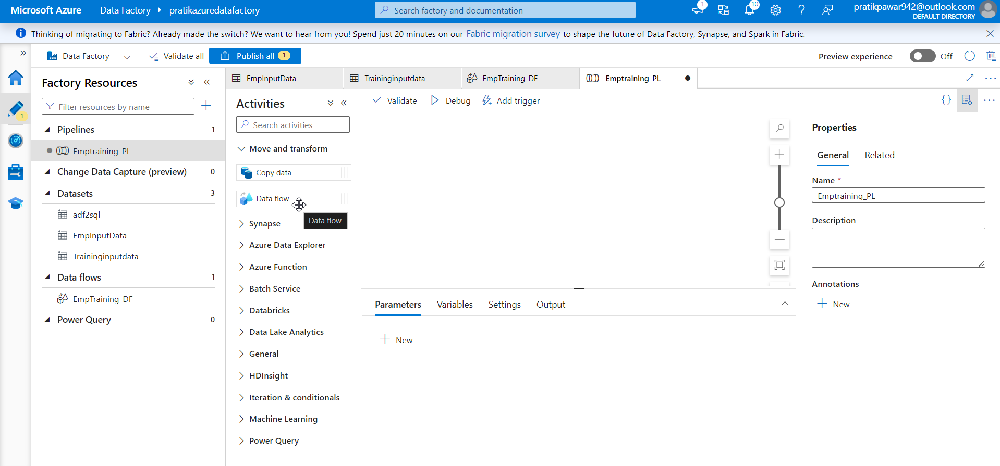 Microsoft Azure
Data Factory
pratikazuredatafactory
Search factory and documentation
1
10
pratikpawar942@outlook.com
DEFAULT DIRECTORY
Thinking of migrating to Fabric? Already made the switch? We want to hear from you! Spend just 20 minutes on our Fabric migration survey to shape the future of Data Factory, Synapse, and Spark in Fabric.
Data Factory
Validate all
Publish all 1
Preview experience
Off
1
Factory Resources
Filter resources by name
Pipelines 1
Emptraining_PL
Change Data Capture (preview) 0
Datasets 3
adf2sql
EmpInputData
Traininginputdata
Data flows 1
EmpTraining_DF
Power Query 0
EmpInputData
Traininginputdata
EmpTraining_DF
Emptraining_PL
Activities
Search activities
Move and transform
Copy data
Data flow
Data flow
Synapse
Azure Data Explorer
Azure Function
Batch Service
Databricks
Data Lake Analytics
General
HDInsight
Iteration & conditionals
Machine Learning
Power Query
Validate
Debug
Add trigger
Parameters
Variables
Settings
Output
New
Properties
General
Related
Name *
Emptraining_PL
Description
Annotations
New